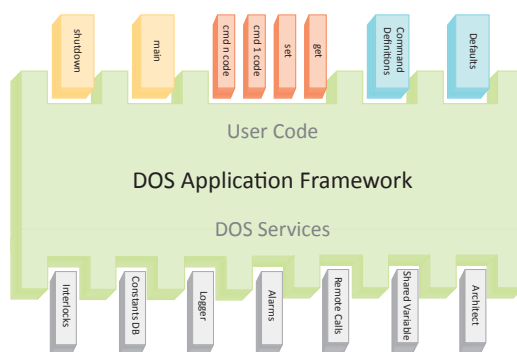 shutdown
main
cmd n code
cmd 1 code
set
get
Command
Definitions
Defaults
User Code
DOS Application Framework
DOS Services
Interlocks
Constants DB
Logger
Alarms
Remote Calls
Shared Variable
Architect